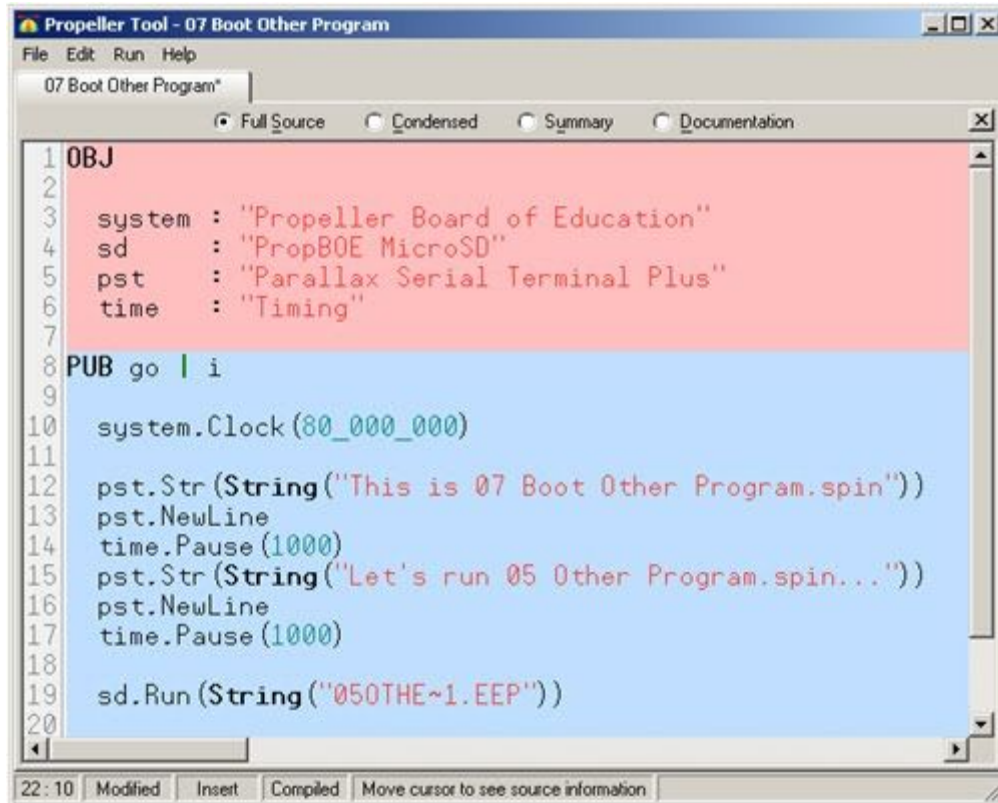 Propeller Tool - 07 Boot Other Program
File Edit Run Help
07 Boot Other Program*
Full Source Condensed Summary Documentation
1 OBJ
2
3 system : "Propeller Board of Education"
4 sd : "PropBOE MicroSD"
5 pst : "Parallax Serial Terminal Plus"
6 time : "Timing"
7
8 PUB go | i
9
10 system.Clock(80_000_000)
11
12 pst.Str(String("This is 07 Boot Other Program.spin"))
13 pst.NewLine
14 time.Pause(1000)
15 pst.Str(String("Let's run 05 Other Program.spin..."))
16 pst.NewLine
17 time.Pause(1000)
18
19 sd.Run(String("05OTHE~1.EEP"))
20
22 : 10 Modified Insert Compiled Move cursor to see source information